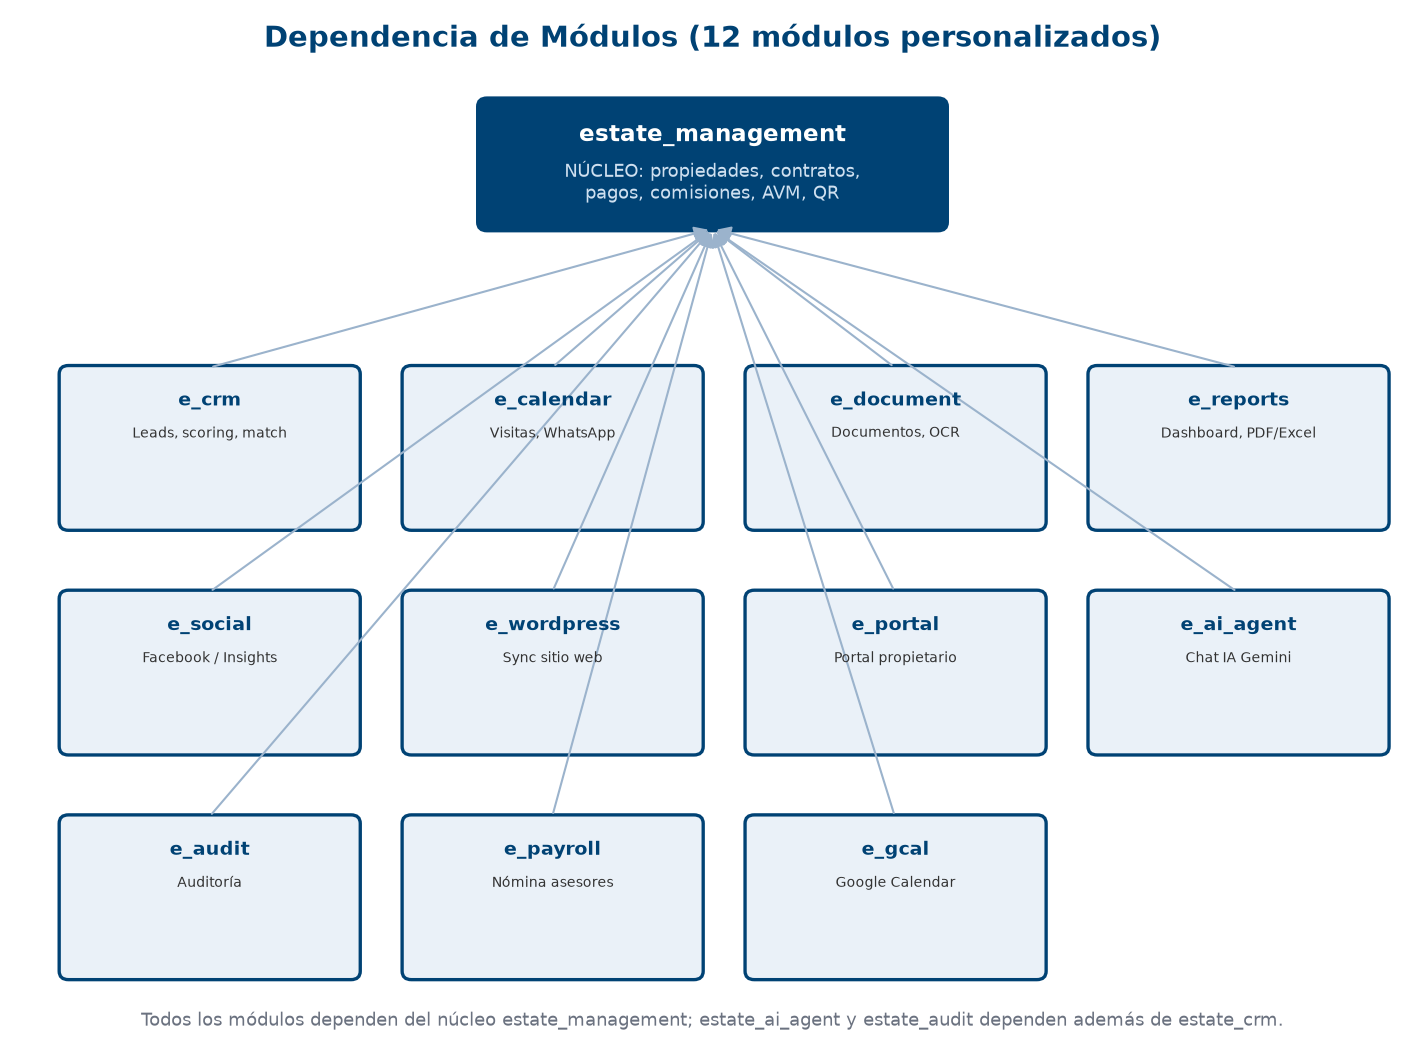 Dependencia de Módulos (12 módulos personalizados)
estate_management
NÚCLEO: propiedades, contratos,
pagos, comisiones, AVM, QR
e_crm
Leads, scoring, match
e_calendar
Visitas, WhatsApp
e_document
Documentos, OCR
e_reports
Dashboard, PDF/Excel
e_social
Facebook / Insights
e_wordpress
Sync sitio web
e_portal
Portal propietario
e_ai_agent
Chat IA Gemini
e_audit
Auditoría
e_payroll
Nómina asesores
e_gcal
Google Calendar
Todos los módulos dependen del núcleo estate_management; estate_ai_agent y estate_audit dependen además de estate_crm.